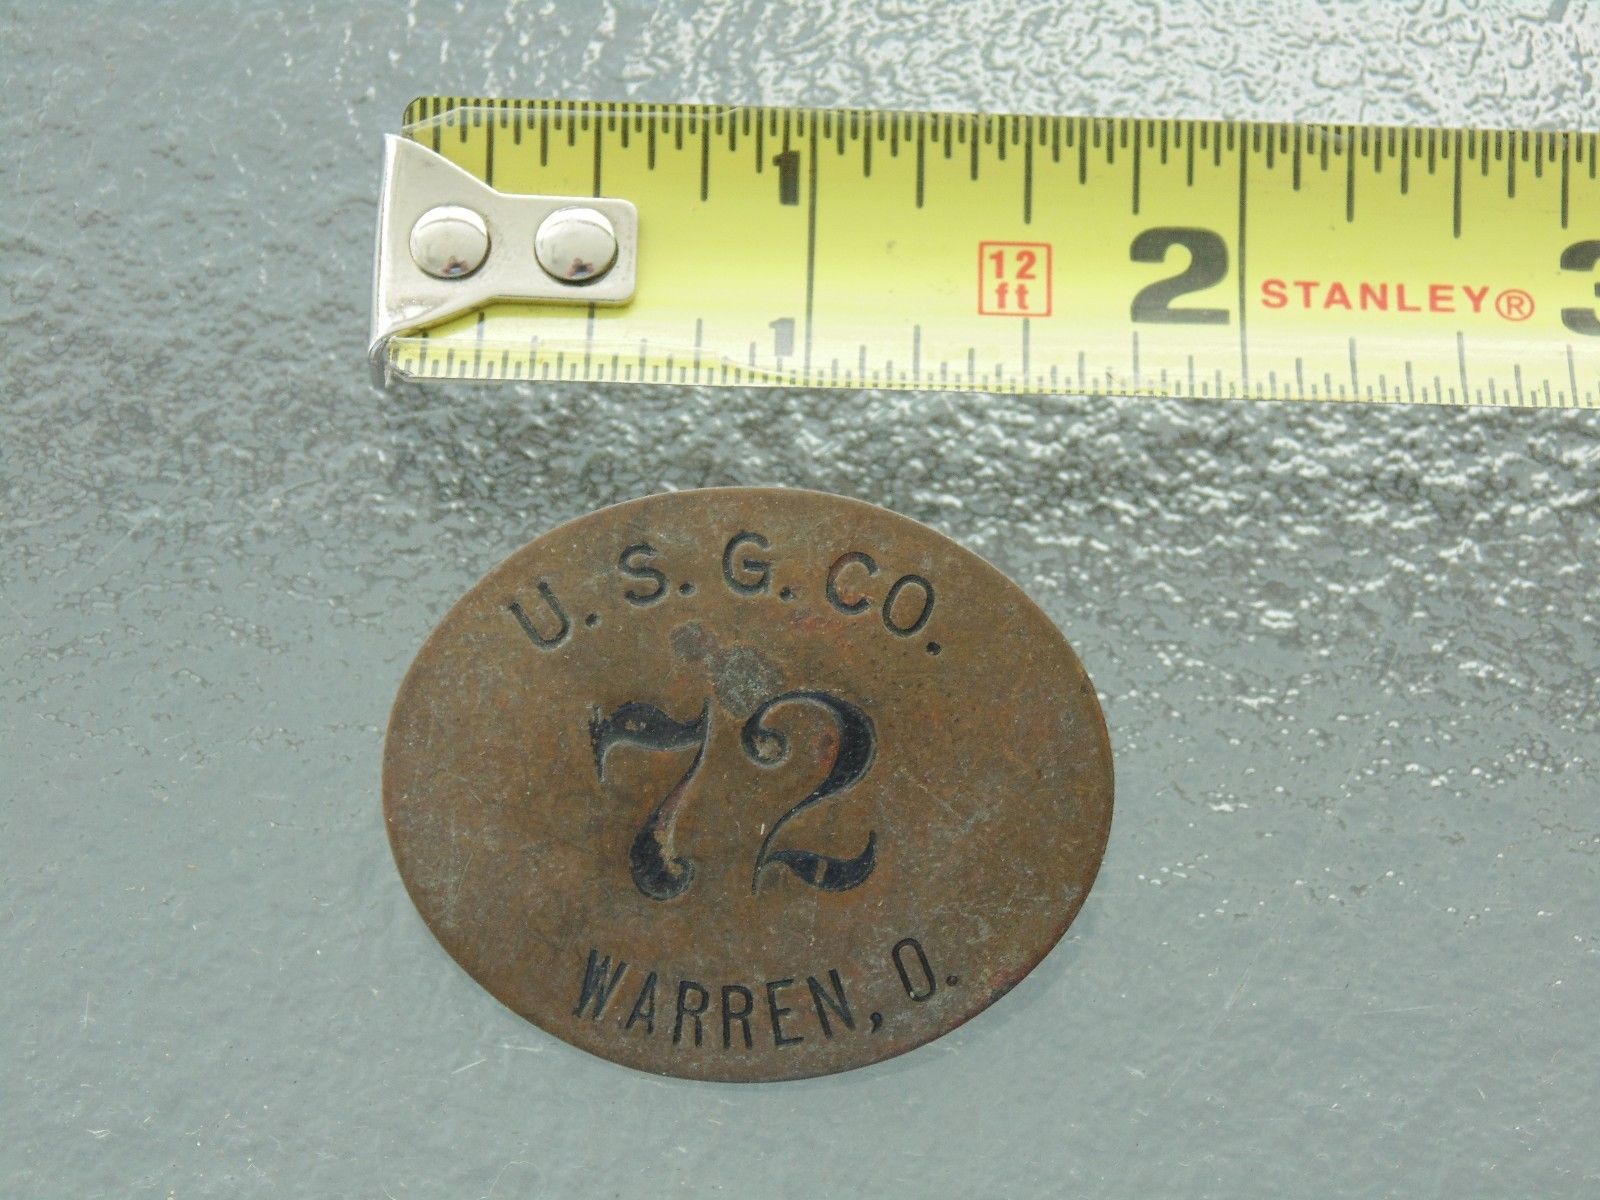 1
12
ft
2
STANLEY®
3
1
U. S. G. CO.
72
WARREN, O.